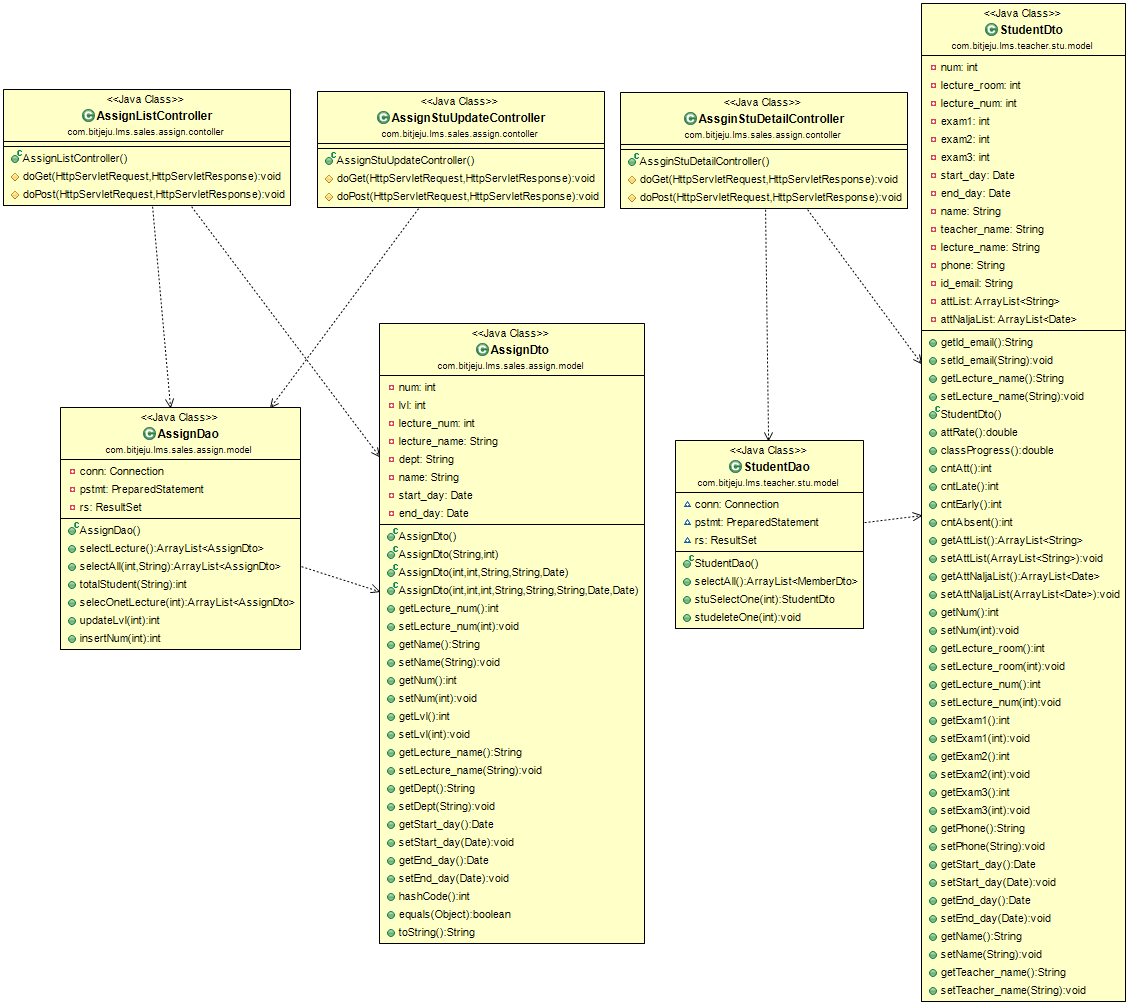 <<Java Class>>
AssignListController
com.bitjeju.lms.sales.assign.contoller
AssignListController()
doGet(HttpServletRequest,HttpServletResponse):void
doPost(HttpServletRequest,HttpServletResponse):void
<<Java Class>>
AssignStuUpdateController
com.bitjeju.lms.sales.assign.contoller
AssignStuUpdateController()
doGet(HttpServletRequest,HttpServletResponse):void
doPost(HttpServletRequest,HttpServletResponse):void
<<Java Class>>
AssginStuDetailController
com.bitjeju.lms.sales.assign.contoller
AssginStuDetailController()
doGet(HttpServletRequest,HttpServletResponse):void
doPost(HttpServletRequest,HttpServletResponse):void
<<Java Class>>
AssignDao
com.bitjeju.lms.sales.assign.model
conn: Connection
pstmt: PreparedStatement
rs: ResultSet
AssignDao()
selectLecture():ArrayList<AssignDto>
selectAll(int,String):ArrayList<AssignDto>
totalStudent(String):int
selecOnetLecture(int):ArrayList<AssignDto>
updateLvl(int):int
insertNum(int):int
<<Java Class>>
AssignDto
com.bitjeju.lms.sales.assign.model
num: int
lvl: int
lecture_num: int
lecture_name: String
dept: String
name: String
start_day: Date
end_day: Date
AssignDto()
AssignDto(String,int)
AssignDto(int,int,String,String,Date)
AssignDto(int,int,int,String,String,String,Date,Date)
getLecture_num():int
setLecture_num(int):void
getName():String
setName(String):void
getNum():int
setNum(int):void
getLvl():int
setLvl(int):void
getLecture_name():String
setLecture_name(String):void
getDept():String
setDept(String):void
getStart_day():Date
setStart_day(Date):void
getEnd_day():Date
setEnd_day(Date):void
hashCode():int
equals(Object):boolean
toString():String
<<Java Class>>
StudentDao
com.bitjeju.lms.teacher.stu.model
conn: Connection
pstmt: PreparedStatement
rs: ResultSet
StudentDao()
selectAll():ArrayList<MemberDto>
stuSelectOne(int):StudentDto
studeleteOne(int):void
<<Java Class>>
StudentDto
com.bitjeju.lms.teacher.stu.model
num: int
lecture_room: int
lecture_num: int
exam1: int
exam2: int
exam3: int
start_day: Date
end_day: Date
name: String
teacher_name: String
lecture_name: String
phone: String
id_email: String
attList: ArrayList<String>
attNaljaList: ArrayList<Date>
getId_email():String
setId_email(String):void
getLecture_name():String
setLecture_name(String):void
StudentDto()
attRate():double
classProgress():double
cntAtt():int
cntLate():int
cntEarly():int
cntAbsent():int
getAttList():ArrayList<String>
setAttList(ArrayList<String>):void
getAttNaljaList():ArrayList<Date>
setAttNaljaList(ArrayList<Date>):void
getNum():int
setNum(int):void
getLecture_room():int
setLecture_room(int):void
getLecture_num():int
setLecture_num(int):void
getExam1():int
setExam1(int):void
getExam2():int
setExam2(int):void
getExam3():int
setExam3(int):void
getPhone():String
setPhone(String):void
getStart_day():Date
setStart_day(Date):void
getEnd_day():Date
setEnd_day(Date):void
getName():String
setName(String):void
getTeacher_name():String
setTeacher_name(String):void